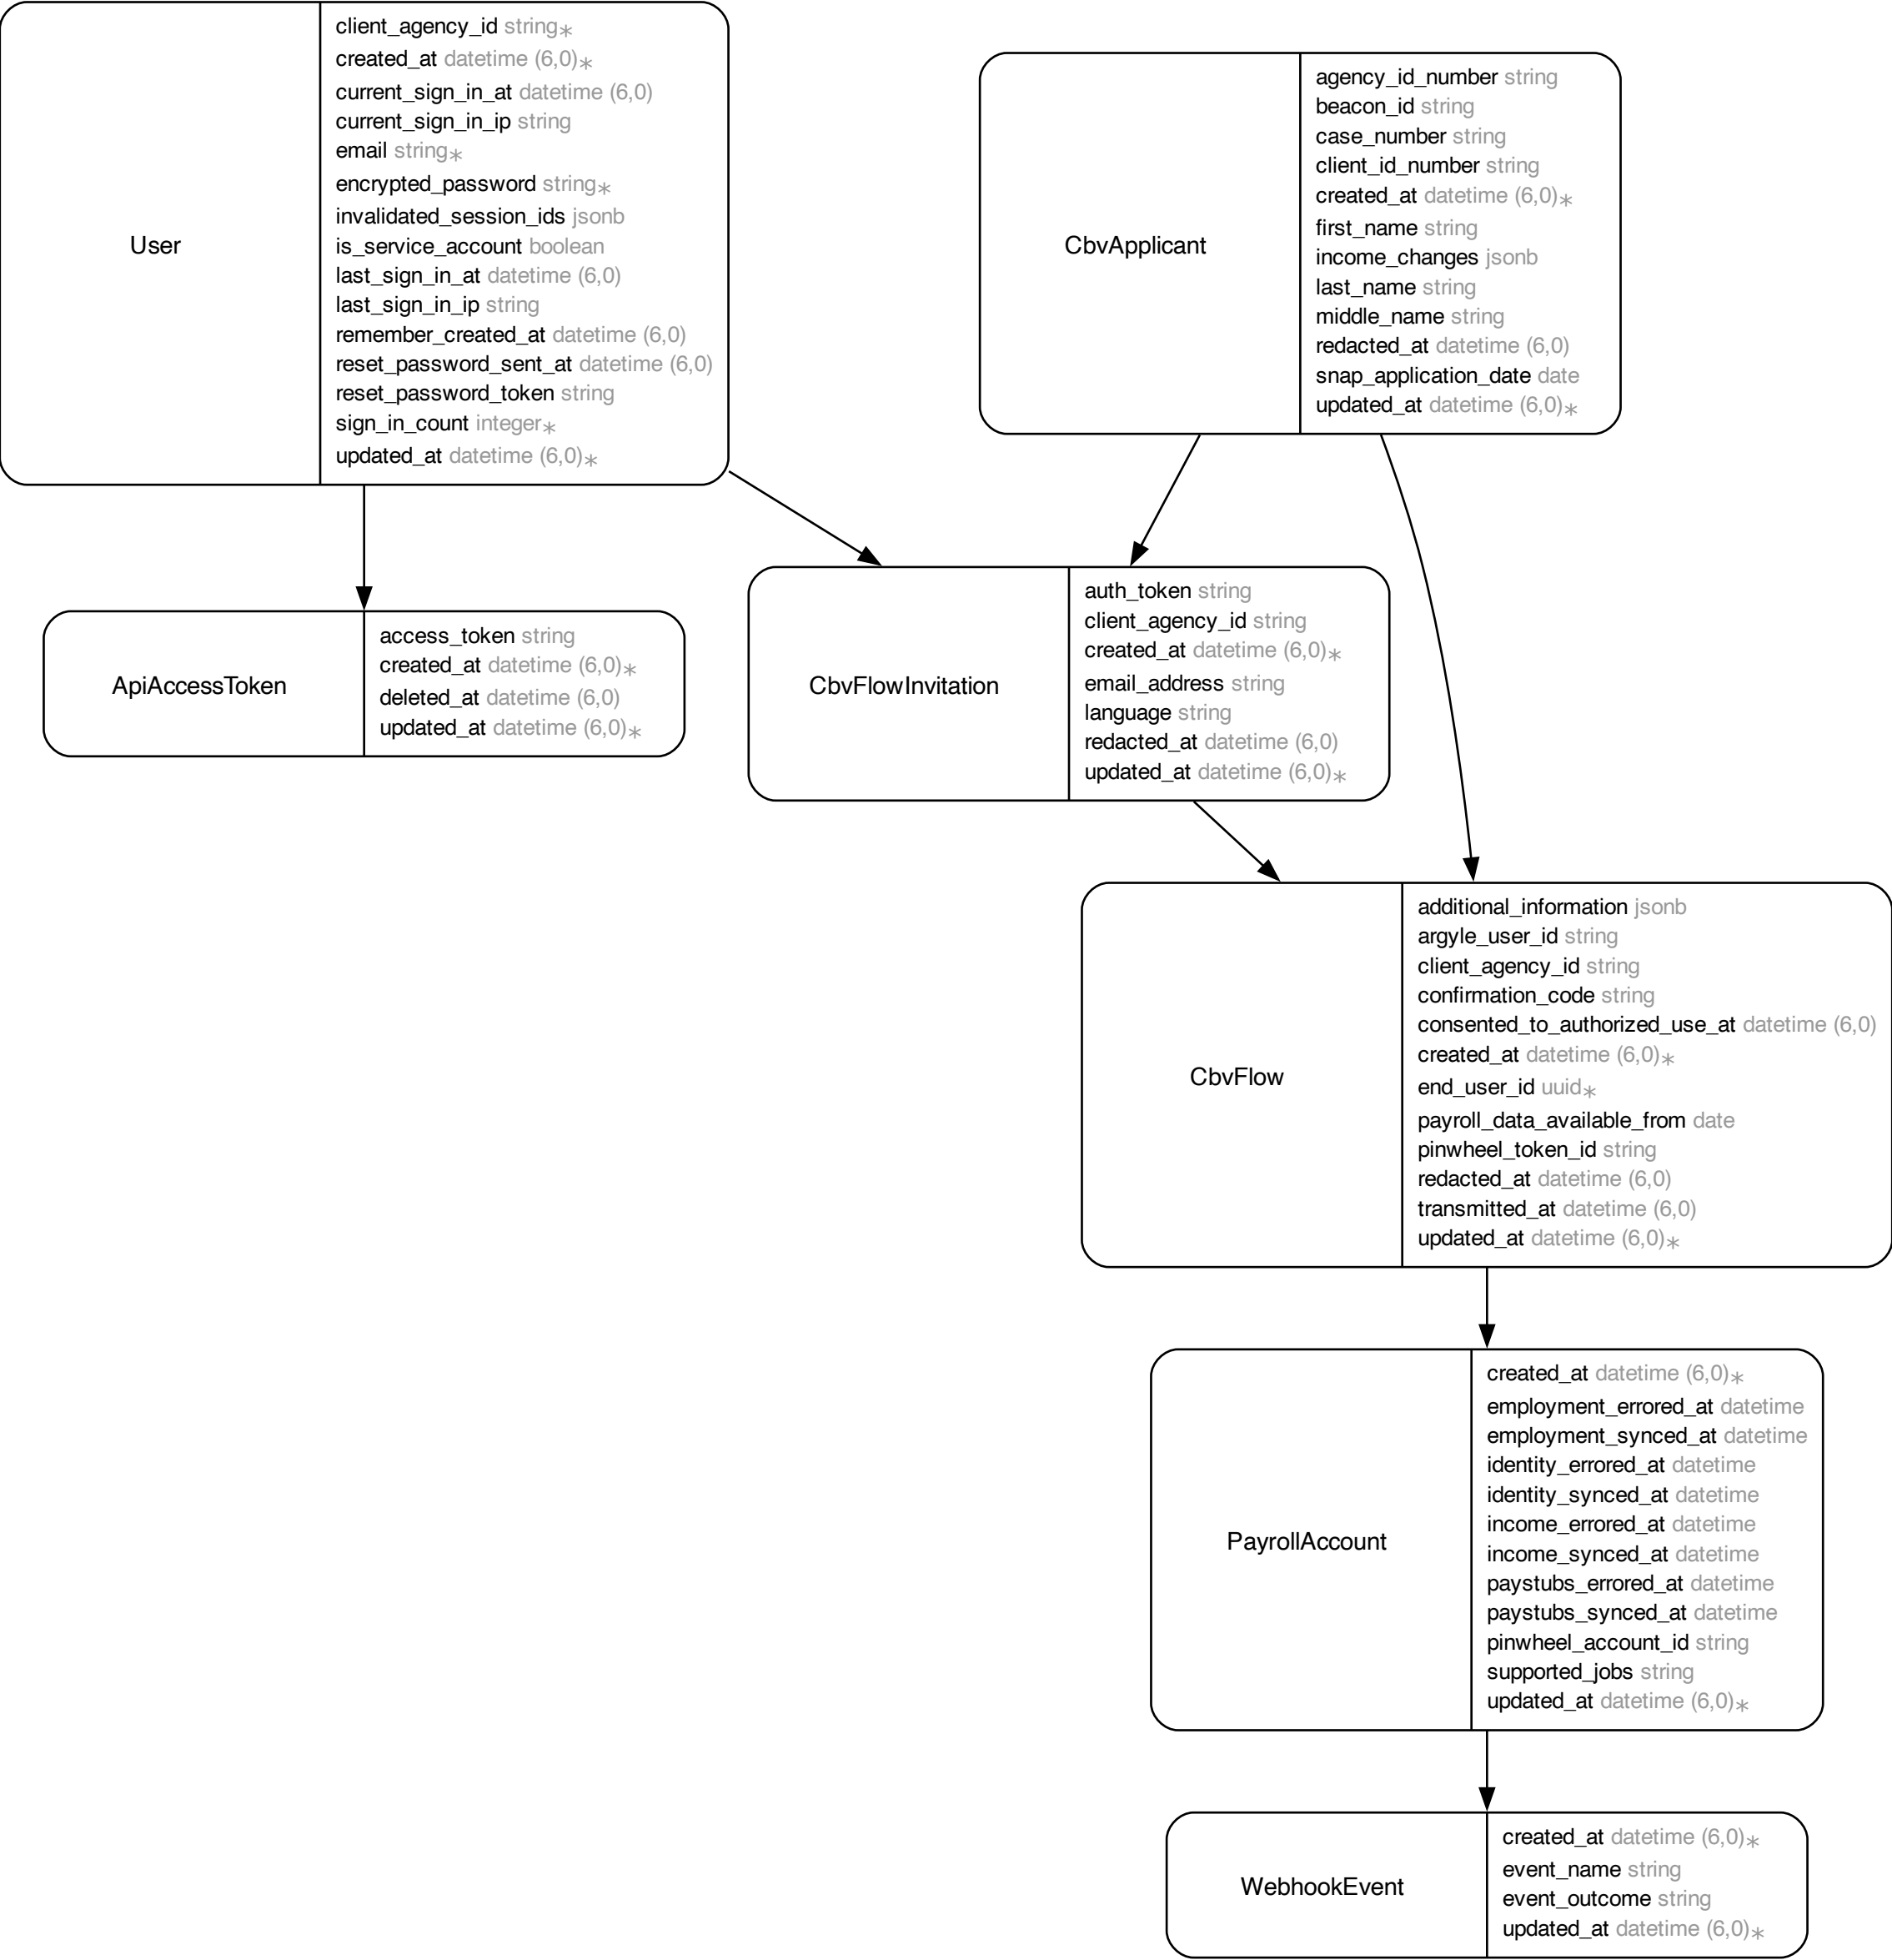 User
client_agency_id string*
created_at datetime (6,0)*
current_sign_in_at datetime (6,0)
current_sign_in_ip string
email string*
encrypted_password string*
invalidated_session_ids jsonb
is_service_account boolean
last_sign_in_at datetime (6,0)
last_sign_in_ip string
remember_created_at datetime (6,0)
reset_password_sent_at datetime (6,0)
reset_password_token string
sign_in_count integer*
updated_at datetime (6,0)*
CbvApplicant
agency_id_number string
beacon_id string
case_number string
client_id_number string
created_at datetime (6,0)*
first_name string
income_changes jsonb
last_name string
middle_name string
redacted_at datetime (6,0)
snap_application_date date
updated_at datetime (6,0)*
ApiAccessToken
access_token string
created_at datetime (6,0)*
deleted_at datetime (6,0)
updated_at datetime (6,0)*
CbvFlowInvitation
auth_token string
client_agency_id string
created_at datetime (6,0)*
email_address string
language string
redacted_at datetime (6,0)
updated_at datetime (6,0)*
CbvFlow
additional_information jsonb
argyle_user_id string
client_agency_id string
confirmation_code string
consented_to_authorized_use_at datetime (6,0)
created_at datetime (6,0)*
end_user_id uuid*
payroll_data_available_from date
pinwheel_token_id string
redacted_at datetime (6,0)
transmitted_at datetime (6,0)
updated_at datetime (6,0)*
PayrollAccount
created_at datetime (6,0)*
employment_errored_at datetime
employment_synced_at datetime
identity_errored_at datetime
identity_synced_at datetime
income_errored_at datetime
income_synced_at datetime
paystubs_errored_at datetime
paystubs_synced_at datetime
pinwheel_account_id string
supported_jobs string
updated_at datetime (6,0)*
WebhookEvent
created_at datetime (6,0)*
event_name string
event_outcome string
updated_at datetime (6,0)*